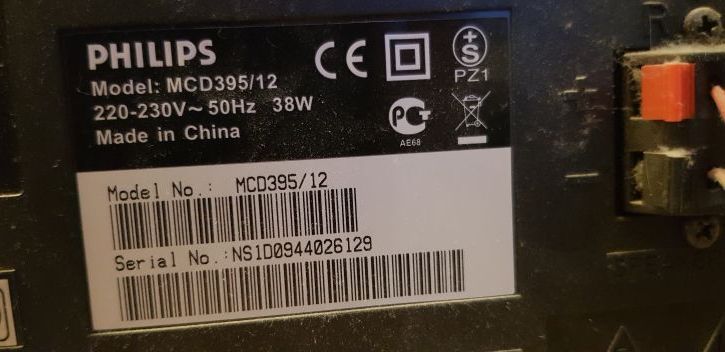 PHILIPS
Model: MCD395/12
220-230V~ 50Hz 38W
Made in China
CE
S
PZ1
AE68
Model No.: MCD395/12
Serial No.:NS1D0944026129
R
+
-